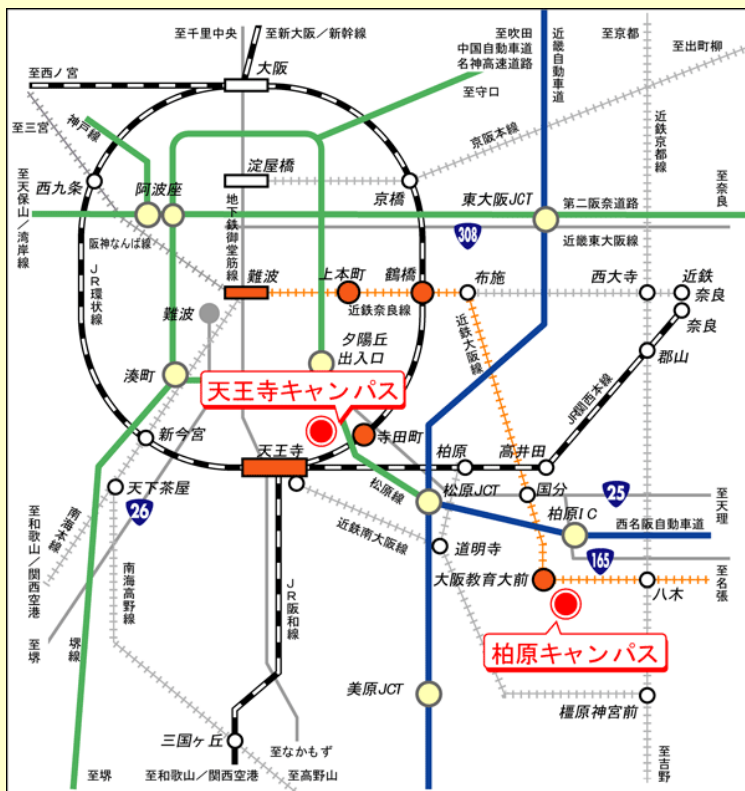 至千里中央
至新大阪/新幹線
至吹田
中国自動車道
名神高速道路
近畿自動車道
至京都
至出町柳
大阪
至西ノ宮
至守口
至三宮
神戸線
京阪本線
近鉄京都線
淀屋橋
西九条
阿波座
京橋
東大阪JCT
第二阪奈道路
至奈良
至天保山/湾岸線
地下鉄御堂筋線
308
近畿東大阪線
阪神なんば線
JR環状線
難波
上本町
鶴橋
布施
西大寺
近鉄
奈良
近鉄奈良線
奈良
難波
夕陽丘
出入口
近鉄大阪線
郡山
湊町
天王寺キャンパス
JR関西本線
新今宮
天王寺
寺田町
柏原
高井田
天下茶屋
松原線
松原JCT
国分
25
至天理
26
南海本線
近鉄南大阪線
柏原IC
西名阪自動車道
至和歌山/関西空港
道明寺
165
至名張
南海高野線
JR阪和線
大阪教育大前
八木
至堺
堺線
柏原キャンパス
美原JCT
橿原神宮前
三国ヶ丘
至なかもず
至吉野
至堺
至和歌山/関西空港
至高野山